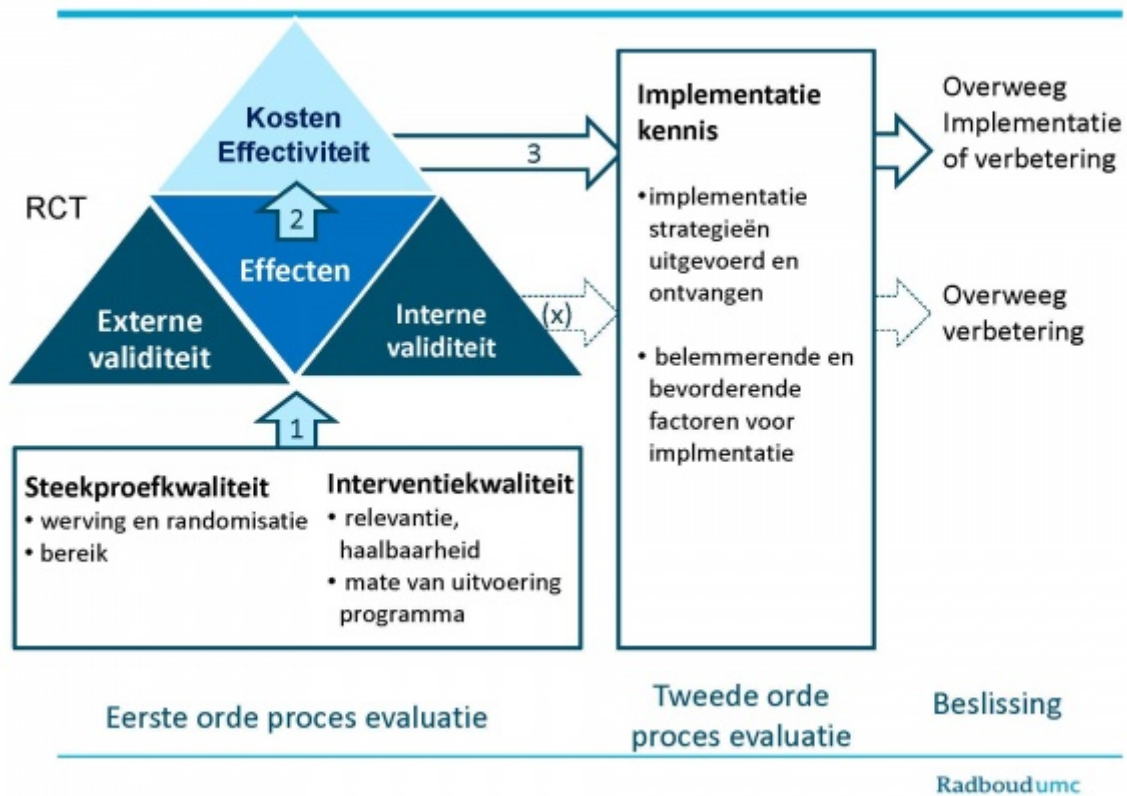 RCT
Kosten
Effectiviteit
2
Effecten
Externe
validiteit
Interne
validiteit
3
(x)
1
Steekproefkwaliteit
• werving en randomisatie
• bereik
Interventiekwaliteit
• relevantie,
haalbaarheid
• mate van uitvoering
programma
Implementatie
kennis
•implementatie
strategieën
uitgevoerd en
ontvangen
• belemmerende en
bevorderende
factoren voor
implmentatie
Overweeg
Implementatie
of verbetering
Overweeg
verbetering
Eerste orde proces evaluatie
Tweede orde
proces evaluatie
Beslissing
Radboudumc